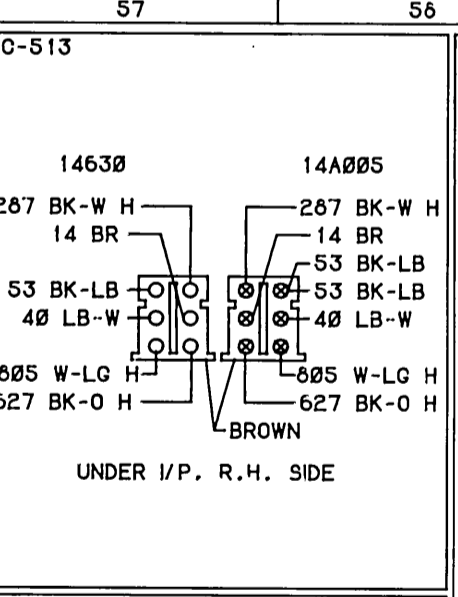 57 56
C-513
14630 14A005
287 BK-W H 287 BK-W H
14 BR 14 BR
53 BK-LB
53 BK-LB 53 BK-LB
40 LB-W 40 LB-W
805 W-LG H 805 W-LG H
627 BK-O H 627 BK-O H
BROWN
UNDER I/P. R.H. SIDE